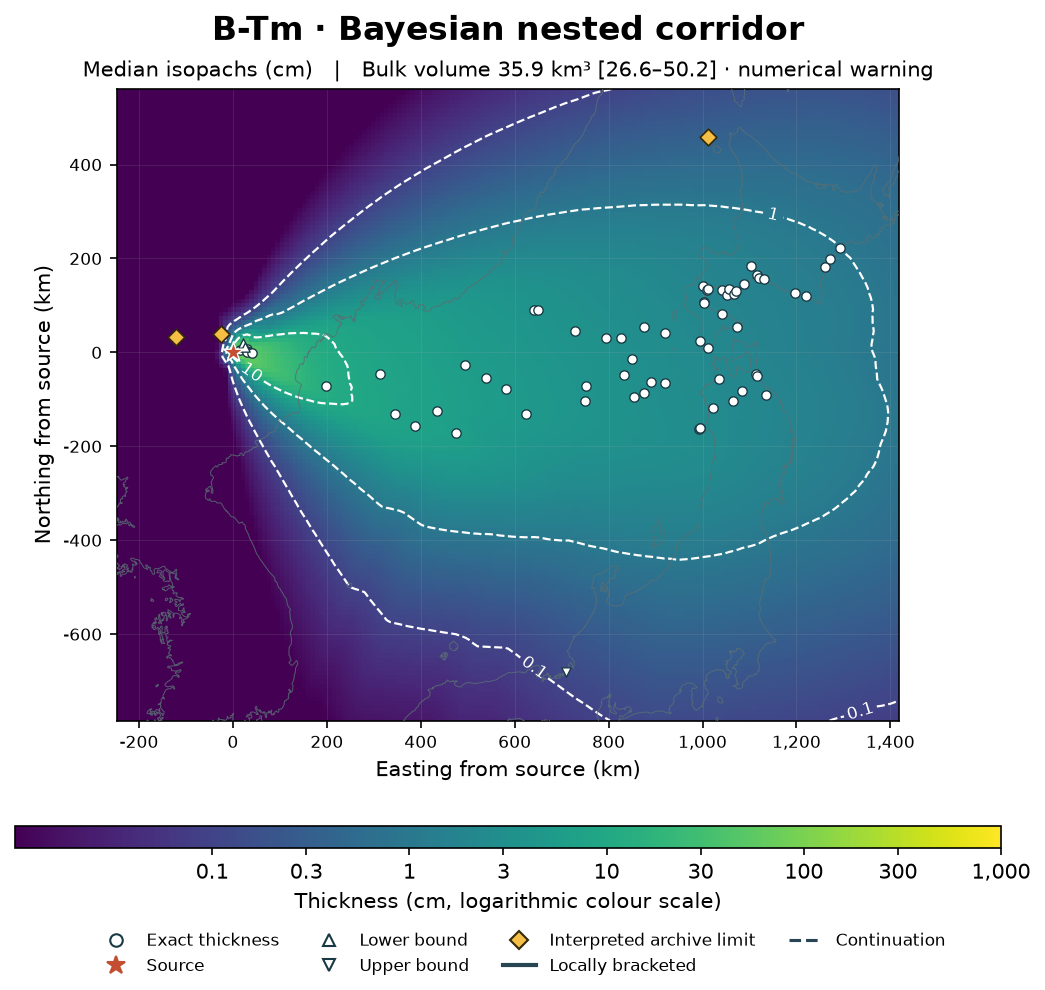 B-Tm · Bayesian nested corridor
Median isopachs (cm) | Bulk volume 35.9 km³ [26.6–50.2] · numerical warning
Northing from source (km)
400
200
0
-200
-400
-600
1
10
0.1
0.1
-200 0 200 400 600 800 1,000 1,200 1,400
Easting from source (km)
0.1 0.3 1 3 10 30 100 300 1,000
Thickness (cm, logarithmic colour scale)
Exact thickness Lower bound Interpreted archive limit Continuation
Source Upper bound Locally bracketed